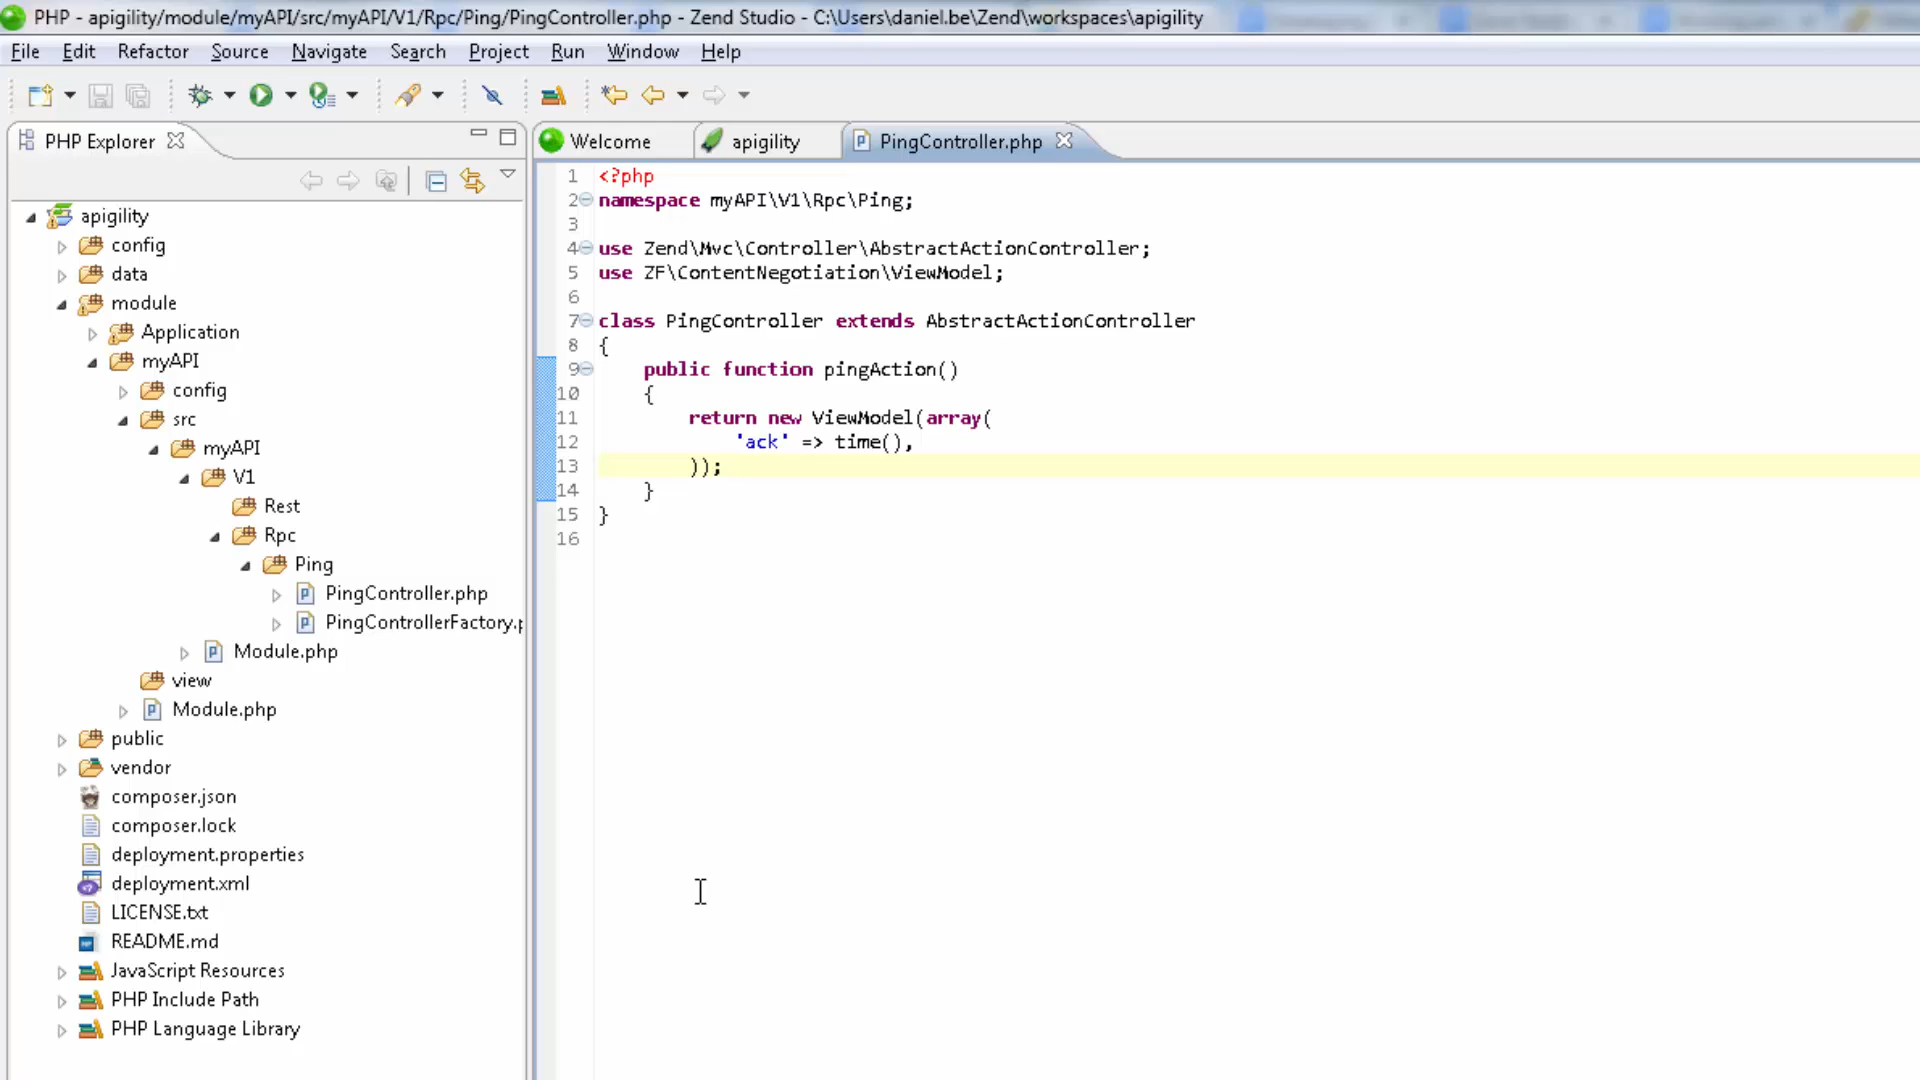 PHP - apigility/module/myAPI/src/myAPI/V1/Rpc/Ping/PingController.php - Zend Studio - C:\Users\daniel.be\Zend\workspaces\apigility
File Edit Refactor Source Navigate Search Project Run Window Help
PHP Explorer
apigility
config
data
module
Application
myAPI
config
src
myAPI
V1
Rest
Rpc
Ping
PingController.php
PingControllerFactory.p
Module.php
view
Module.php
public
vendor
composer.json
composer.lock
deployment.properties
deployment.xml
LICENSE.txt
README.md
JavaScript Resources
PHP Include Path
PHP Language Library
Welcome apigility PingController.php
1 <?php
2 namespace myAPI\V1\Rpc\Ping;
3
4 use Zend\Mvc\Controller\AbstractActionController;
5 use ZF\ContentNegotiation\ViewModel;
6
7 class PingController extends AbstractActionController
8 {
9 public function pingAction()
10 {
11 return new ViewModel(array(
12 'ack' => time(),
13 ));
14 }
15 }
16